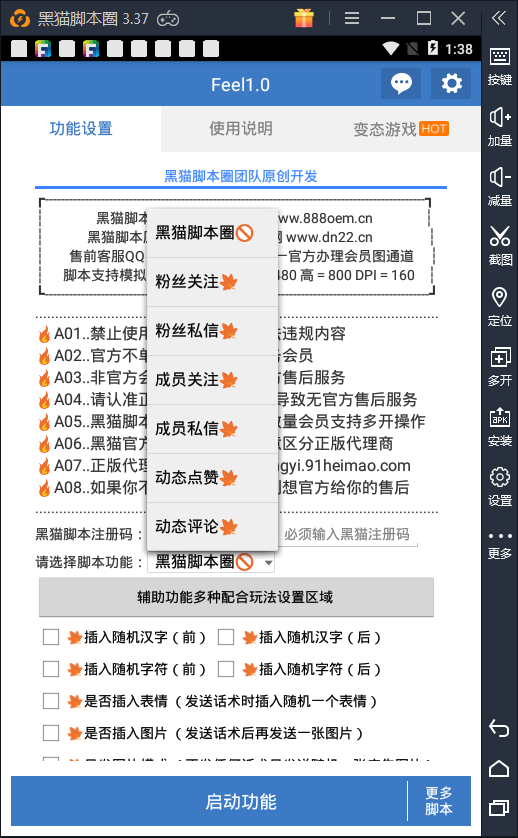 黑猫脚本圈 3.37
1:38
Feel1.0
功能设置
使用说明
变态游戏 HOT
黑猫脚本圈团队原创开发
黑猫脚本 ww.888oem.cn
黑猫脚本 网 www.dn22.cn
售前客服QQ 一官方办理会员图通道
脚本支持模拟 480 高 = 800 DPI = 160
黑猫脚本圈
粉丝关注
粉丝私信
成员关注
成员私信
动态点赞
动态评论
A01..禁止使用 法违规内容
A02..官方不单 会员
A03..非官方会 方售后服务
A04..请认准正 导致无官方售后服务
A05..黑猫脚本 数量会员支持多开操作
A06..黑猫官方 区分正版代理商
A07..正版代理 ngyi.91heimao.com
A08..如果你不 想官方给你的售后
黑猫脚本注册码: 必须输入黑猫注册码
请选择脚本功能: 黑猫脚本圈
辅助功能多种配合玩法设置区域
插入随机汉字(前) 插入随机汉字(后)
插入随机字符(前) 插入随机字符(后)
是否插入表情(发送话术时插入随机一个表情)
是否插入图片(发送话术后再发送一张图片)
启动功能
更多
脚本
按键
加量
减量
截图
定位
多开
安装
设置
更多